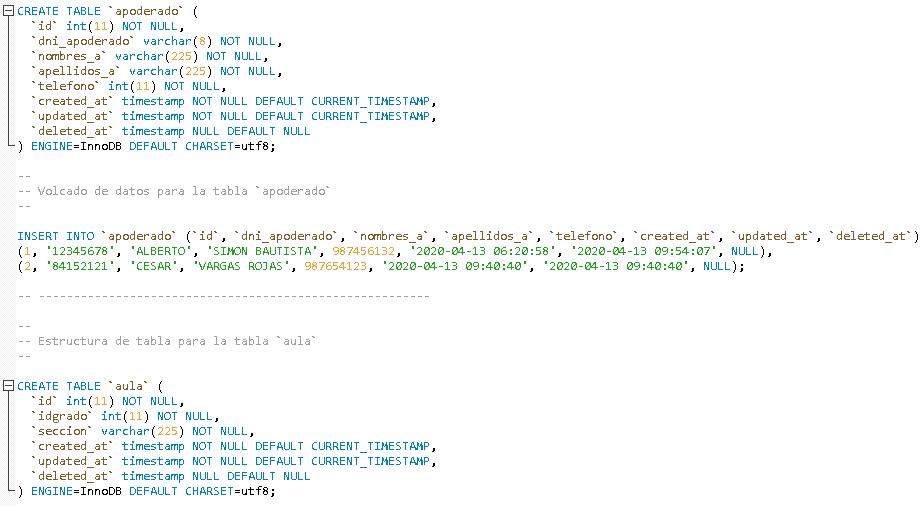 CREATE TABLE `apoderado` (
  `id` int(11) NOT NULL,
  `dni_apoderado` varchar(8) NOT NULL,
  `nombres_a` varchar(225) NOT NULL,
  `apellidos_a` varchar(225) NOT NULL,
  `telefono` int(11) NOT NULL,
  `created_at` timestamp NOT NULL DEFAULT CURRENT_TIMESTAMP,
  `updated_at` timestamp NOT NULL DEFAULT CURRENT_TIMESTAMP,
  `deleted_at` timestamp NULL DEFAULT NULL
) ENGINE=InnoDB DEFAULT CHARSET=utf8;
--
-- Volcado de datos para la tabla `apoderado`
--
INSERT INTO `apoderado` (`id`, `dni_apoderado`, `nombres_a`, `apellidos_a`, `telefono`, `created_at`, `updated_at`, `deleted_at`)
(1, '12345678', 'ALBERTO', 'SIMON BAUTISTA', 987456132, '2020-04-13 06:20:58', '2020-04-13 09:54:07', NULL),
(2, '84152121', 'CESAR', 'VARGAS ROJAS', 987654123, '2020-04-13 09:40:40', '2020-04-13 09:40:40', NULL);
-- --------------------------------------------------------
--
-- Estructura de tabla para la tabla `aula`
--
CREATE TABLE `aula` (
  `id` int(11) NOT NULL,
  `idgrado` int(11) NOT NULL,
  `seccion` varchar(225) NOT NULL,
  `created_at` timestamp NOT NULL DEFAULT CURRENT_TIMESTAMP,
  `updated_at` timestamp NOT NULL DEFAULT CURRENT_TIMESTAMP,
  `deleted_at` timestamp NULL DEFAULT NULL
) ENGINE=InnoDB DEFAULT CHARSET=utf8;